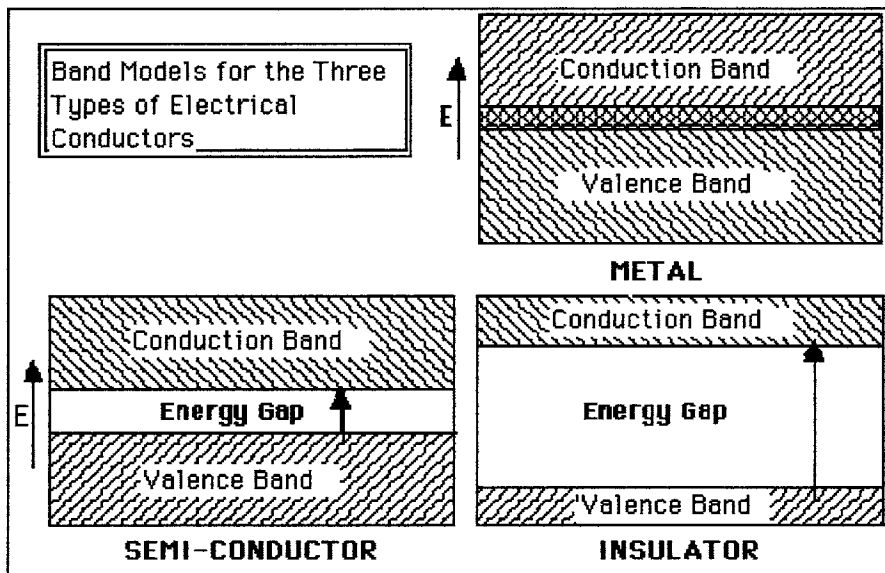 Band Models for the Three
Types of Electrical
Conductors
Conduction Band
E
Valence Band
METAL
Conduction Band
E
Energy Gap
Valence Band
SEMI-CONDUCTOR
Conduction Band
Energy Gap
Valence Band
INSULATOR